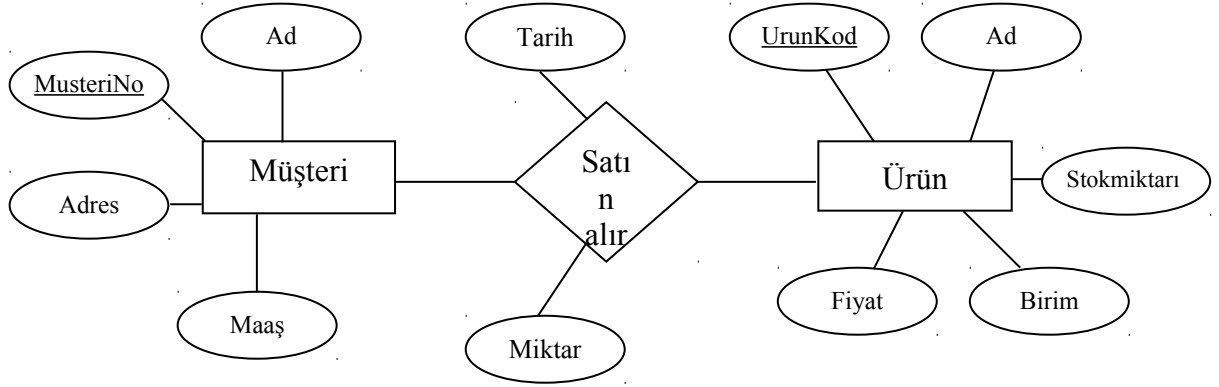 Ad
Tarih
UrunKod
Ad
MusteriNo
Müşteri
Satı
n
alır
Ürün
Stokmiktarı
Adres
Fiyat
Birim
Maaş
Miktar